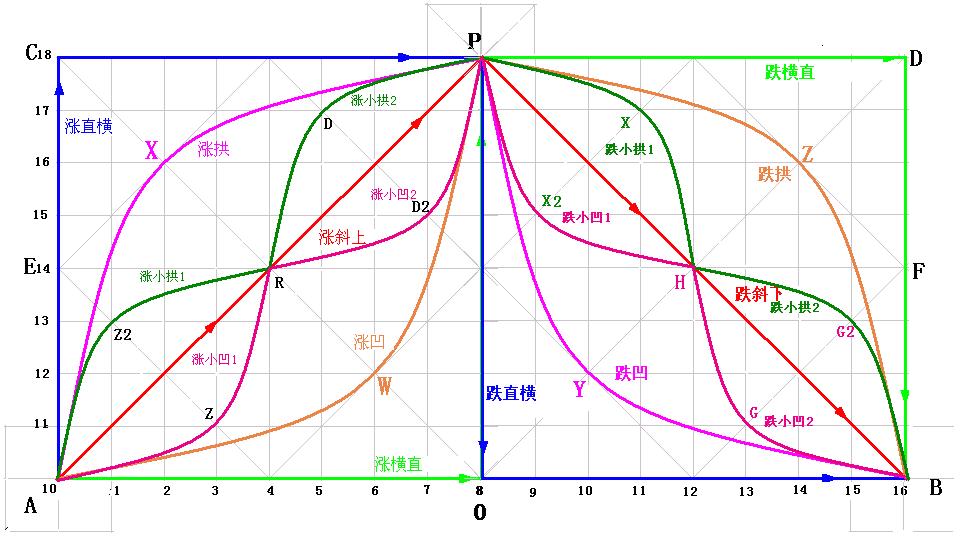 P
C18
D
跌横直
涨小拱2
17
D
X
涨直横
X
涨拱
跌小拱1
Z
16
跌拱
涨小凹2
D2
X2
15
跌小凹1
涨斜上
E14
F
涨小拱1
R
H
跌斜下
跌小拱2
13
Z2
G2
涨凹
涨小凹1
12
W
跌直横
Y
跌凹
Z
G
跌小凹2
11
涨横直
10
1
2
3
4
5
6
7
8
9
10
11
12
13
14
15
16
A
O
B